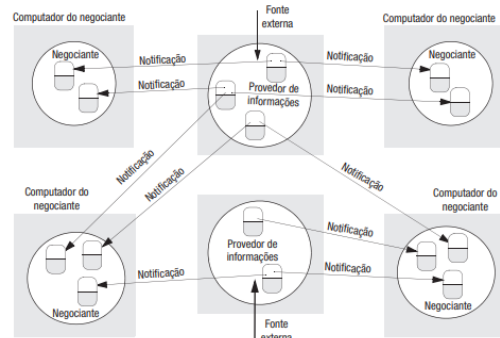 Fonte
externa
Computador do negociante
Computador do negociante
Negociante
Notificação
Notificação
Negociante
Notificação
Provedor de
informações
Notificação
Notificação
Notificação
Notificação
Computador do
negociante
Computador do
negociante
Provedor de
informações
Notificação
Notificação
Notificação
Negociante
Negociante
Fonte
externa